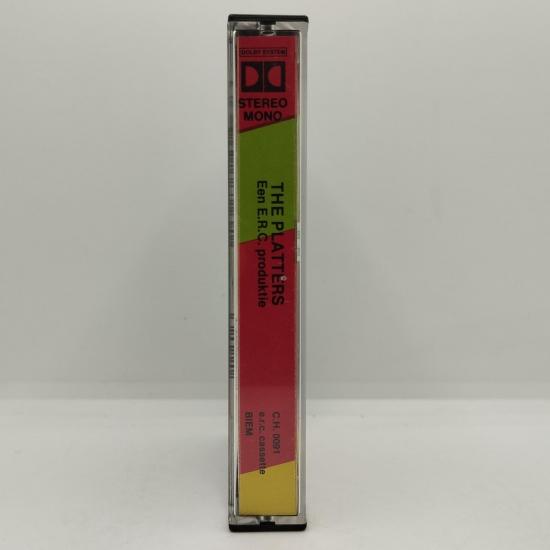 DOLBY SYSTEM
STEREO
MONO
THE PLATTERS
Een E.R.C. produktie
C.H. 0091
e.r.c. cassette
BIEM